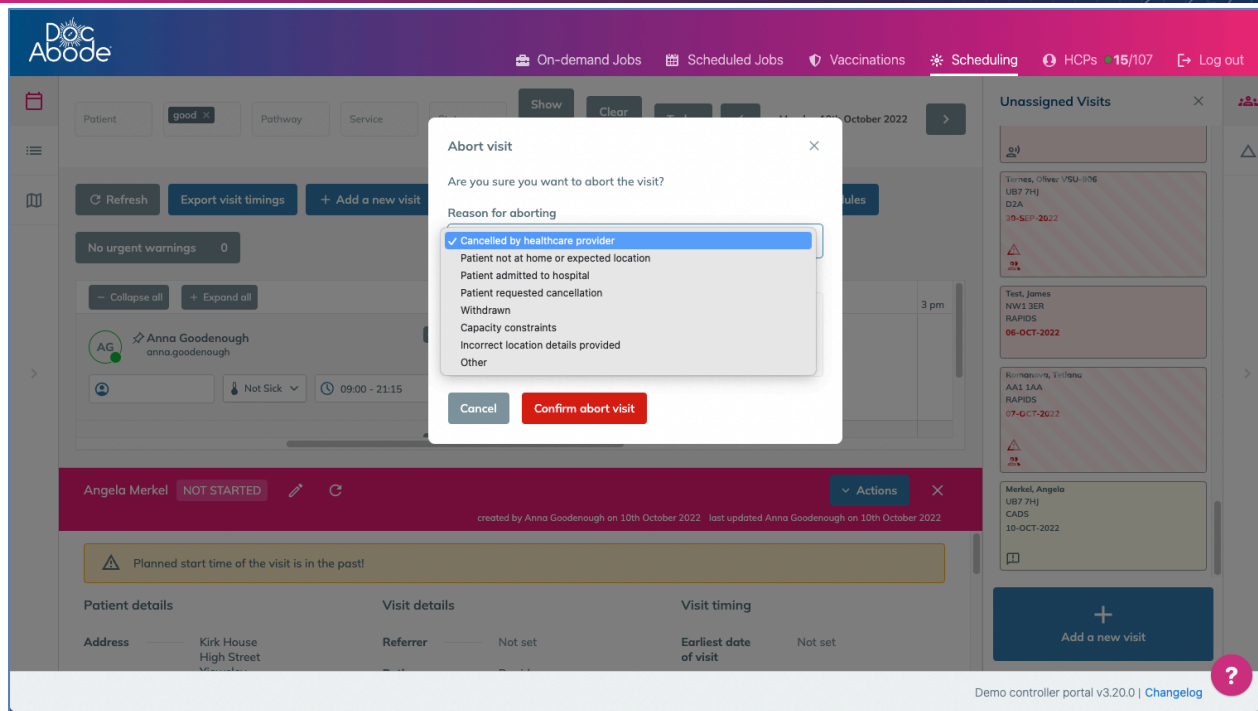 Doc
Abode
On-demand Jobs
Scheduled Jobs
Vaccinations
Scheduling
HCPs 15/107
Log out
Patient
good ×
Pathway
Service
Show
Clear
October 2022
Refresh
Export visit timings
+ Add a new visit
No urgent warnings 0
− Collapse all
+ Expand all
3 pm
AG
Anna Goodenough
anna.goodenough
Not Sick
09:00 - 21:15
Abort visit
Are you sure you want to abort the visit?
Reason for aborting
✓ Cancelled by healthcare provider
Patient not at home or expected location
Patient admitted to hospital
Patient requested cancellation
Withdrawn
Capacity constraints
Incorrect location details provided
Other
Cancel
Confirm abort visit
Angela Merkel NOT STARTED
Actions
created by Anna Goodenough on 10th October 2022 last updated Anna Goodenough on 10th October 2022
Planned start time of the visit is in the past!
Patient details
Visit details
Visit timing
Address
Kirk House
High Street
Referrer
Not set
Earliest date
of visit
Not set
Unassigned Visits
Torres, Oliver VSU-906
UB7 7HJ
D2A
30-SEP-2022
Test, James
NW1 3ER
RAPIDS
06-OCT-2022
Romanova, Tetiana
AA1 1AA
RAPIDS
07-OCT-2022
Merkel, Angela
UB7 7HJ
CADS
10-OCT-2022
+
Add a new visit
?
Demo controller portal v3.20.0 | Changelog